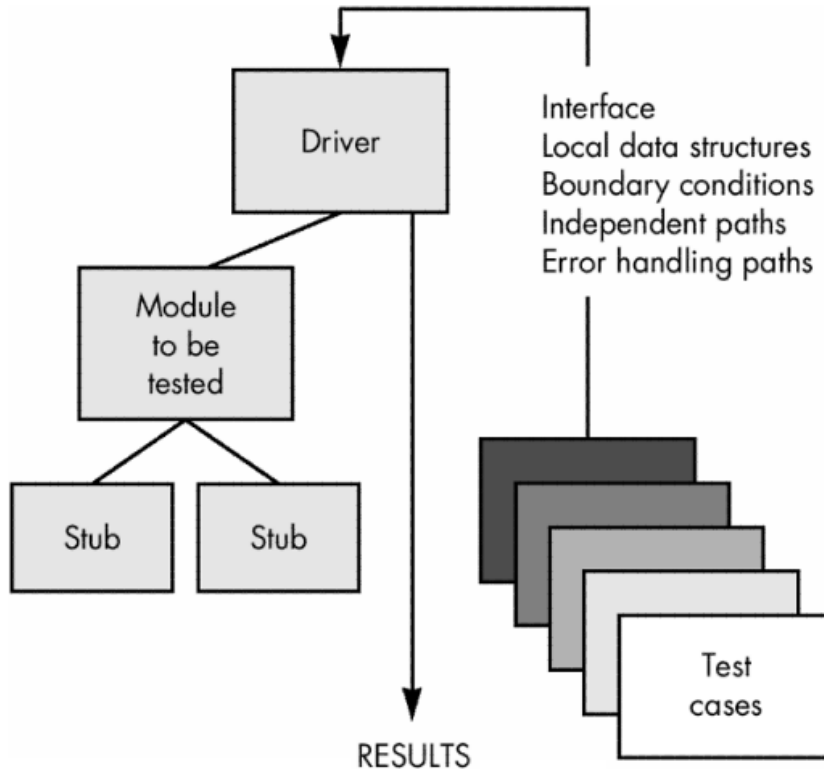 Driver
Interface
Local data structures
Boundary conditions
Independent paths
Error handling paths
Module
to be
tested
Stub
Stub
Test
cases
RESULTS